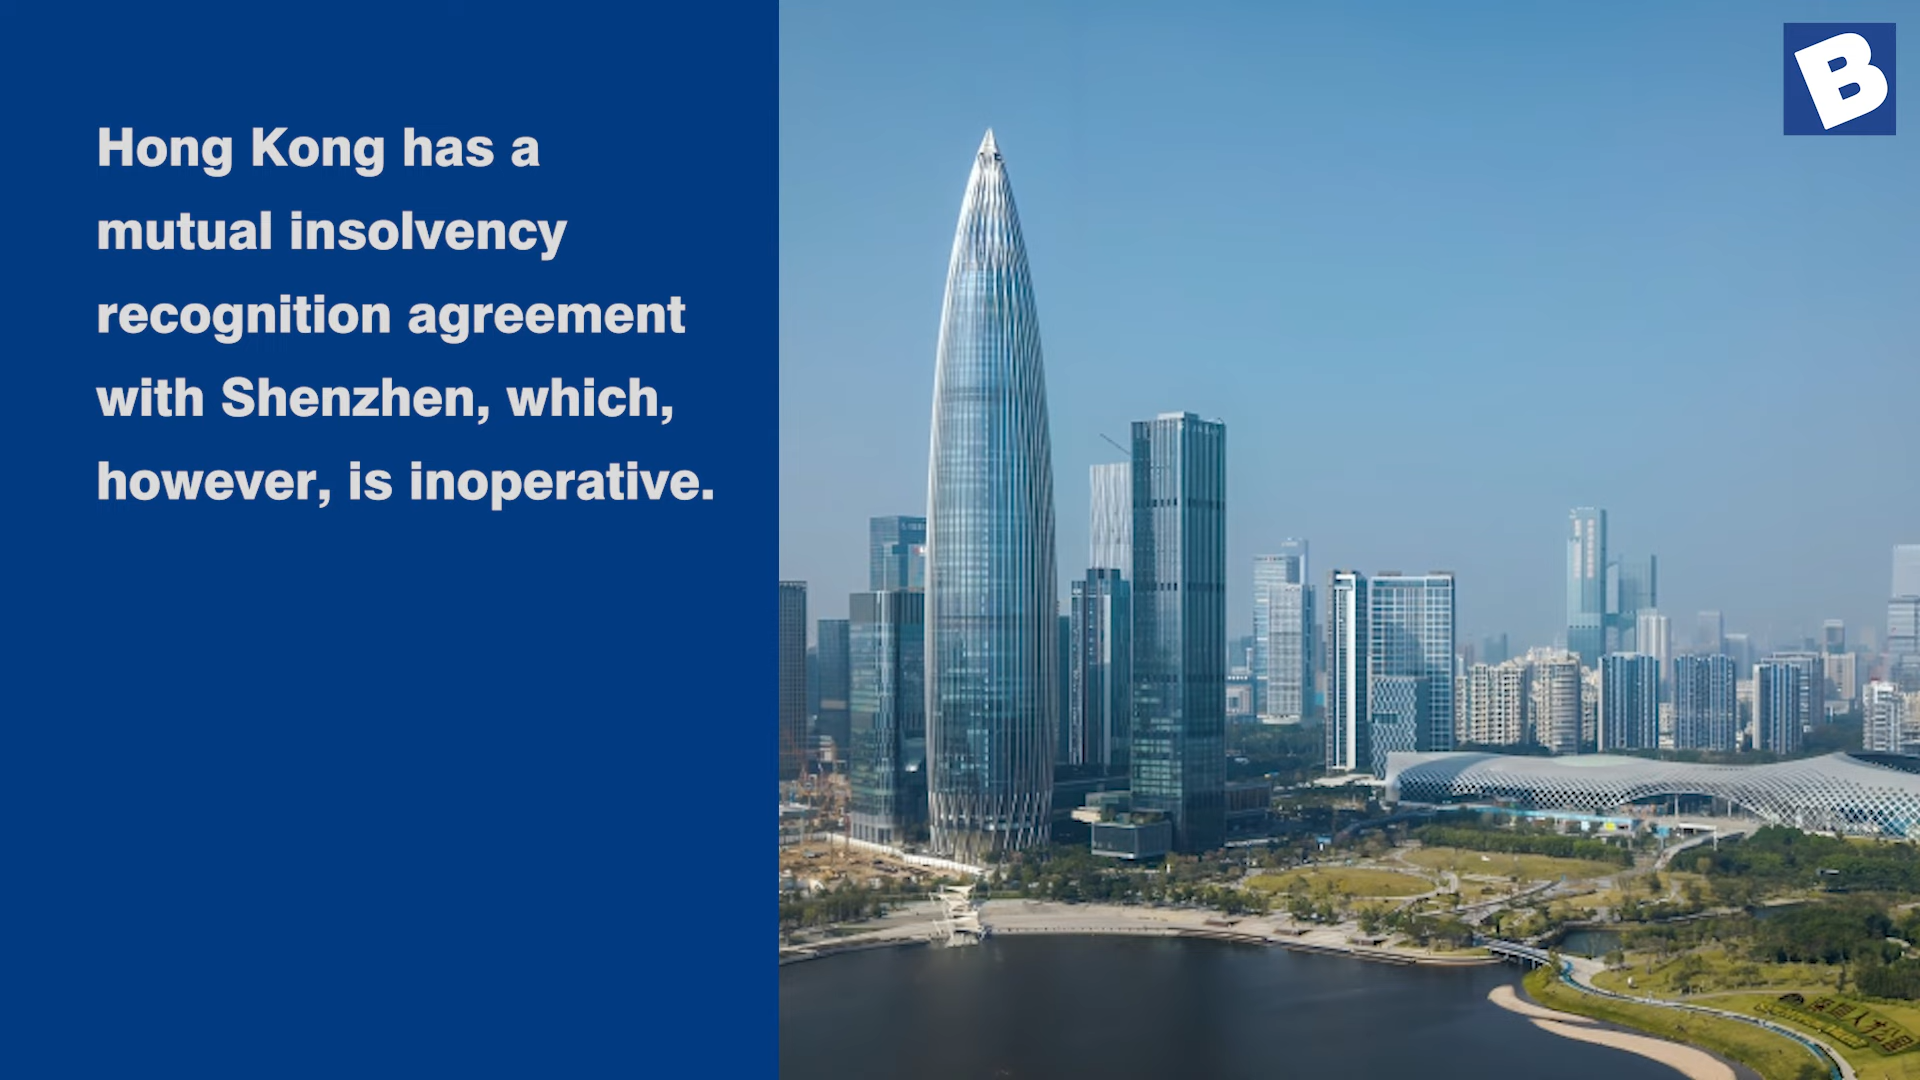 Hong Kong has a
mutual insolvency
recognition agreement
with Shenzhen, which,
however, is inoperative.
B